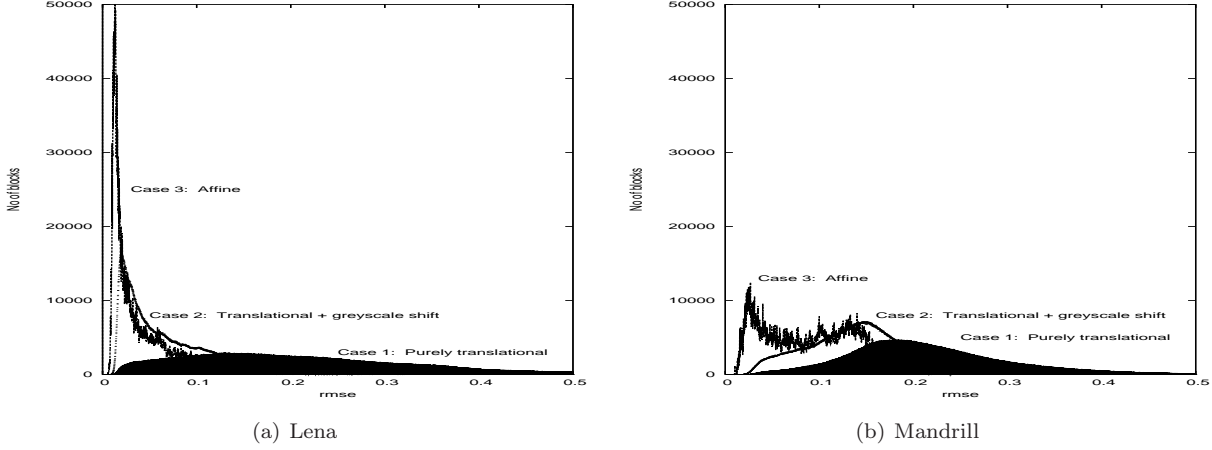 50000
40000
30000
20000
10000
0
No of blocks
Case 3: Affine
Case 2: Translational + greyscale shift
Case 1: Purely translational
0 0.1 0.2 0.3 0.4 0.5
rmse
(a) Lena
50000
40000
30000
20000
10000
0
No of blocks
Case 3: Affine
Case 2: Translational + greyscale shift
Case 1: Purely translational
0 0.1 0.2 0.3 0.4 0.5
rmse
(b) Mandrill